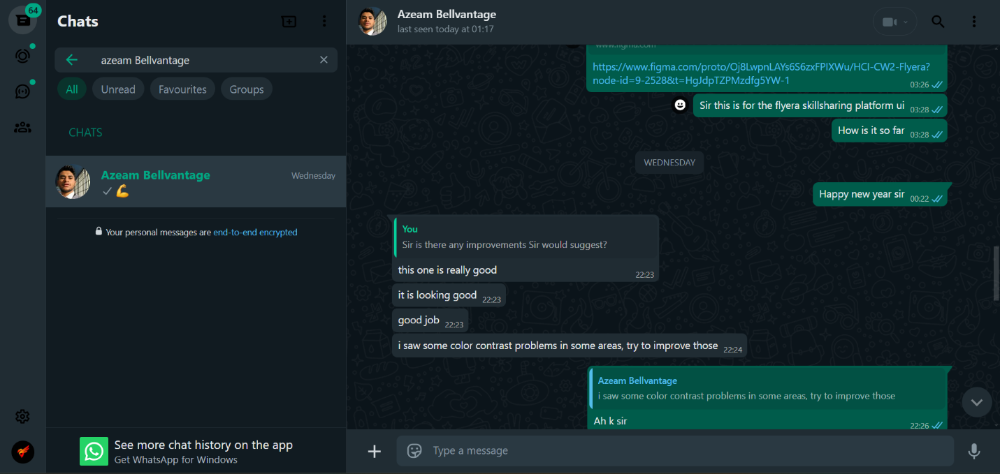 64
Chats
azeam Bellvantage
All
Unread
Favourites
Groups
CHATS
Azeam Bellvantage
Wednesday
Your personal messages are end-to-end encrypted
See more chat history on the app
Get WhatsApp for Windows
Azeam Bellvantage
last seen today at 01:17
www.figma.com
https://www.figma.com/proto/Oj8LwpnLAYs6S6zxFPIXWu/HCI-CW2-Flyera?
node-id=9-2528&t=HgJdpTZPMzdfg5YW-1
03:26
Sir this is for the flyera skillsharing platform ui 03:28
How is it so far 03:28
WEDNESDAY
Happy new year sir 00:22
You
Sir is there any improvements Sir would suggest?
this one is really good
22:23
it is looking good 22:23
good job 22:23
i saw some color contrast problems in some areas, try to improve those 22:24
Azeam Bellvantage
i saw some color contrast problems in some areas, try to improve those
Ah k sir
22:26
Type a message